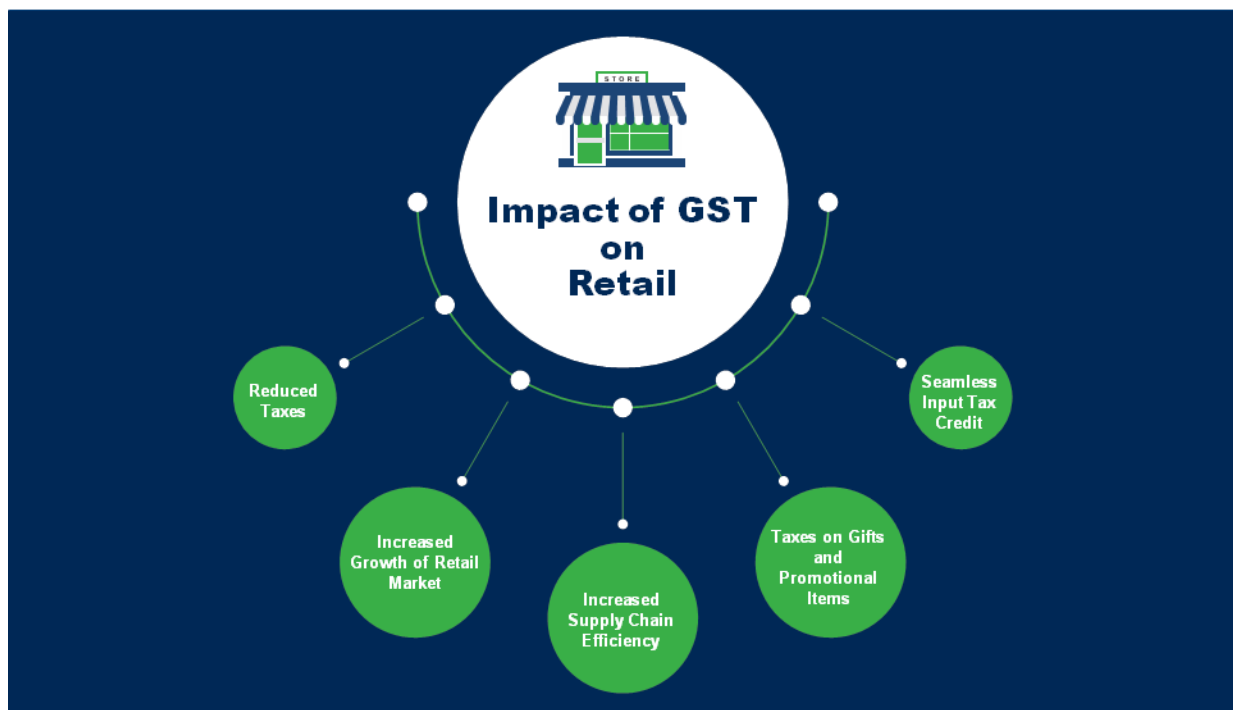 STORE
Impact of GST
on
Retail
Reduced
Taxes
Increased
Growth of Retail
Market
Increased
Supply Chain
Efficiency
Taxes on Gifts
and
Promotional
Items
Seamless
Input Tax
Credit